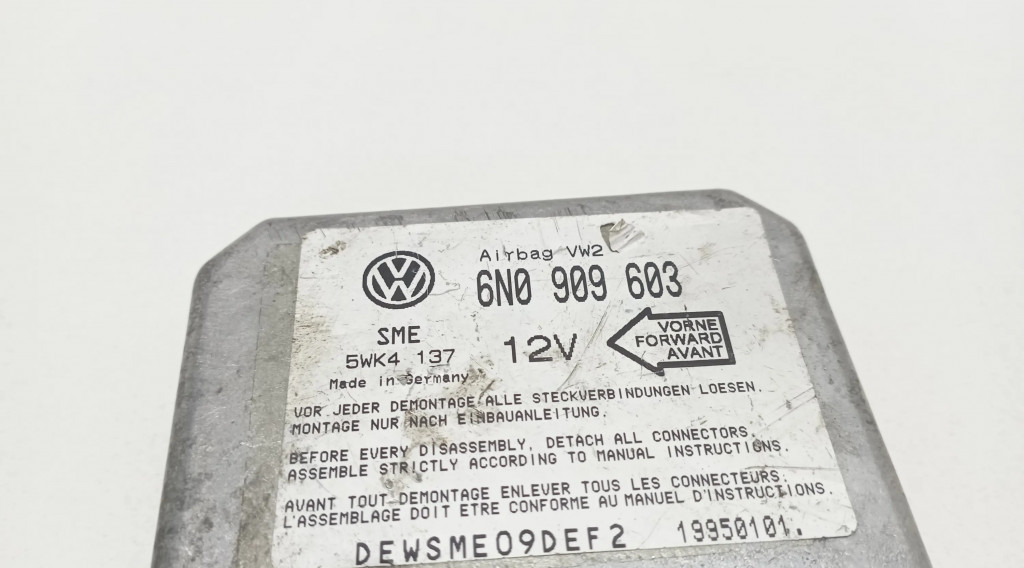 Airbag VW2
6N0 909 603
SME
5WK4 137
Made in Germany
12V
VORNE
FORWARD
AVANT
VOR JEDER DEMONTAGE ALLE STECKVERBINDUNGEN LOESEN.
MONTAGE NUR NACH EINBAUANLEITUNG.
BEFORE EVERY DISASSEMBLY, DETACH ALL CONNECTORS.
ASSEMBLE STRICTLY ACCORDING TO MANUAL INSTRUCTIONS.
AVANT TOUT DEMONTAGE ENLEVER TOUS LES CONNECTEURS.
L'ASSEMBLAGE DOIT ETRE CONFORME AU MANUEL D'INSTRUCTIONS.
DEWSME09DEF2 19950101.